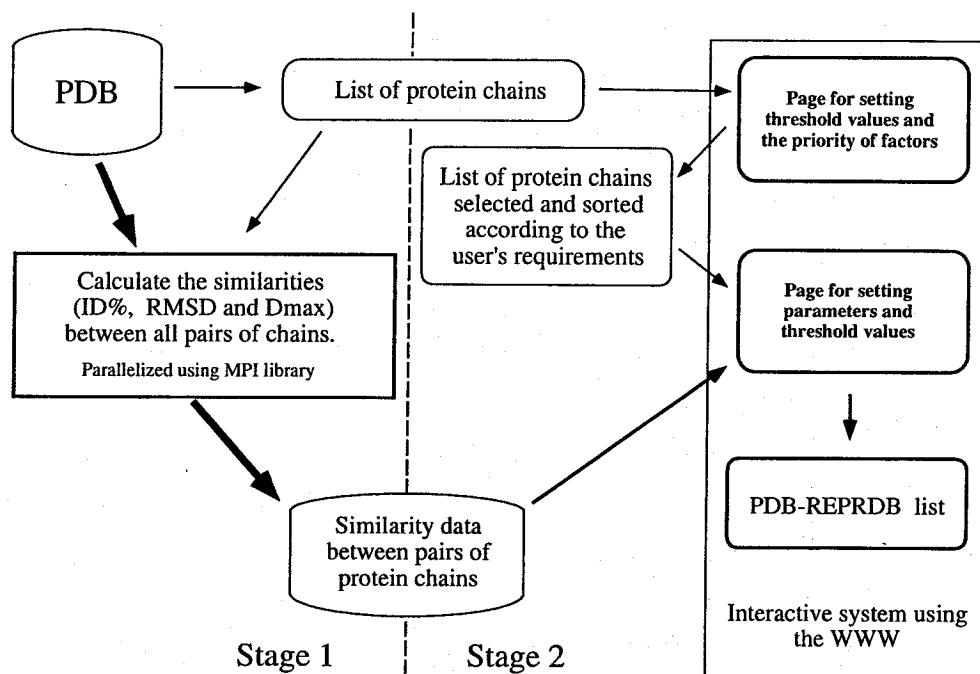 PDB
List of protein chains
Page for setting
threshold values and
the priority of factors
List of protein chains
selected and sorted
according to the
user's requirements
Calculate the similarities
(ID%, RMSD and Dmax)
between all pairs of chains.
Parallelized using MPI library
Page for setting
parameters and
threshold values
Similarity data
between pairs of
protein chains
PDB-REPRDB list
Interactive system using
the WWW
Stage 1
Stage 2